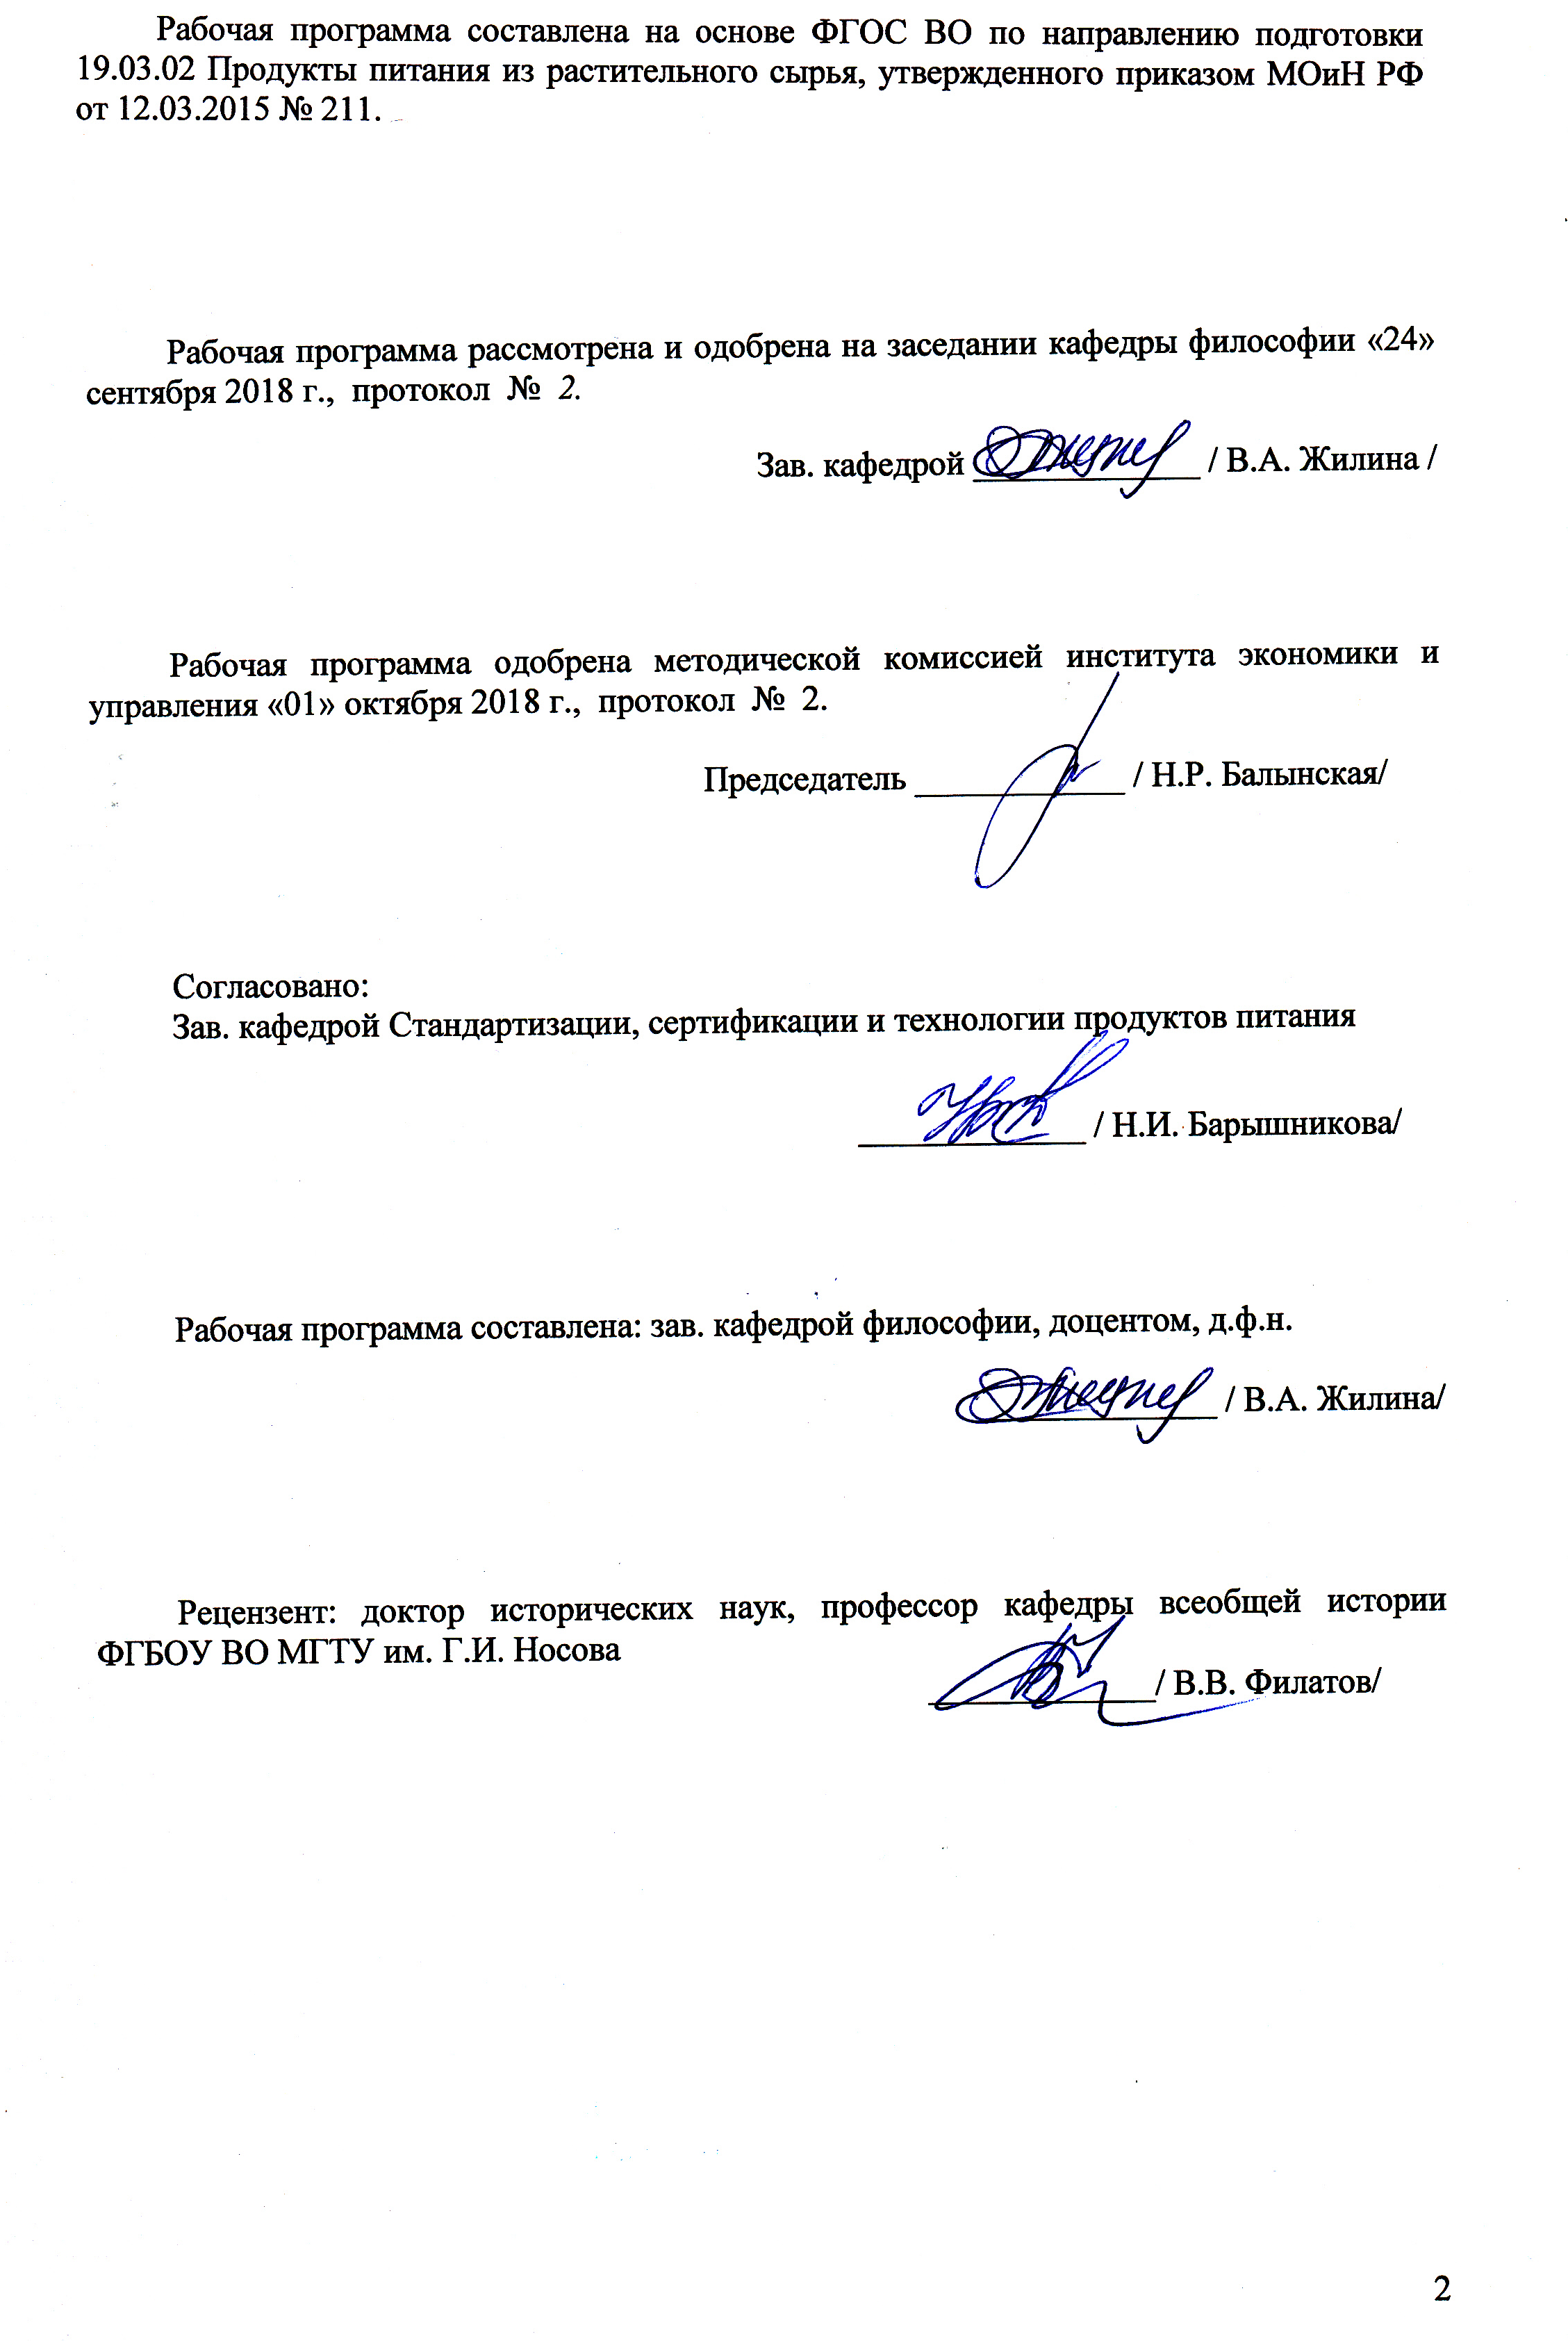 Рабочая программа составлена на основе ФГОС ВО по направлению подготовки
19.03.02 Продукты питания из растительного сырья, утвержденного приказом МОиН РФ
от 12.03.2015 № 211.
Рабочая программа рассмотрена и одобрена на заседании кафедры философии «24»
сентября 2018 г., протокол № 2.
Зав. кафедрой / В.А. Жилина /
Рабочая программа одобрена методической комиссией института экономики и
управления «01» октября 2018 г., протокол № 2.
Председатель / Н.Р. Балынская/
Согласовано:
Зав. кафедрой Стандартизации, сертификации и технологии продуктов питания
/ Н.И. Барышникова/
Рабочая программа составлена: зав. кафедрой философии, доцентом, д.ф.н.
/ В.А. Жилина/
Рецензент: доктор исторических наук, профессор кафедры всеобщей истории
ФГБОУ ВО МГТУ им. Г.И. Носова
/ В.В. Филатов/
2